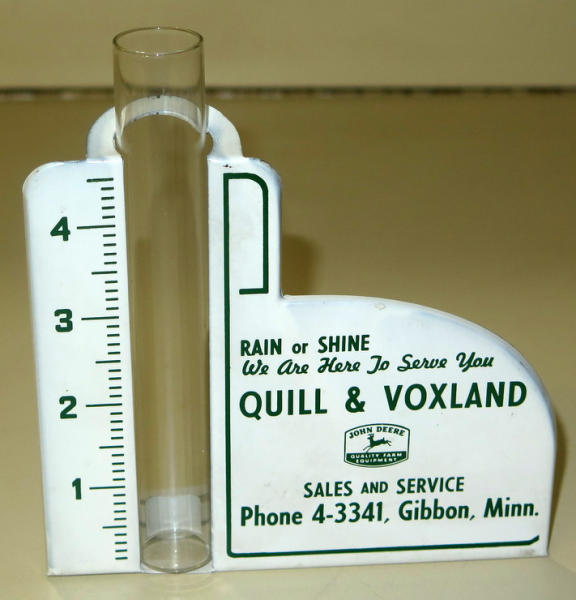 4
3
2
1
RAIN or SHINE
We Are Here To Serve You
QUILL & VOXLAND
JOHN DEERE
QUALITY FARM
EQUIPMENT
SALES AND SERVICE
Phone 4-3341, Gibbon, Minn.